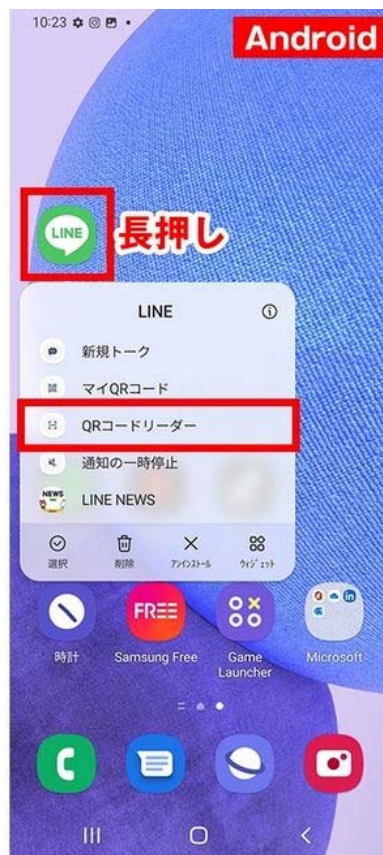 10:23
Android
LINE
長押し
LINE
新規トーク
マイQRコード
QRコードリーダー
通知の一時停止
NEWS
LINE NEWS
選択
削除
アンインストール
ウィジェット
FREE
時計
Samsung Free
Game
Launcher
Microsoft
in